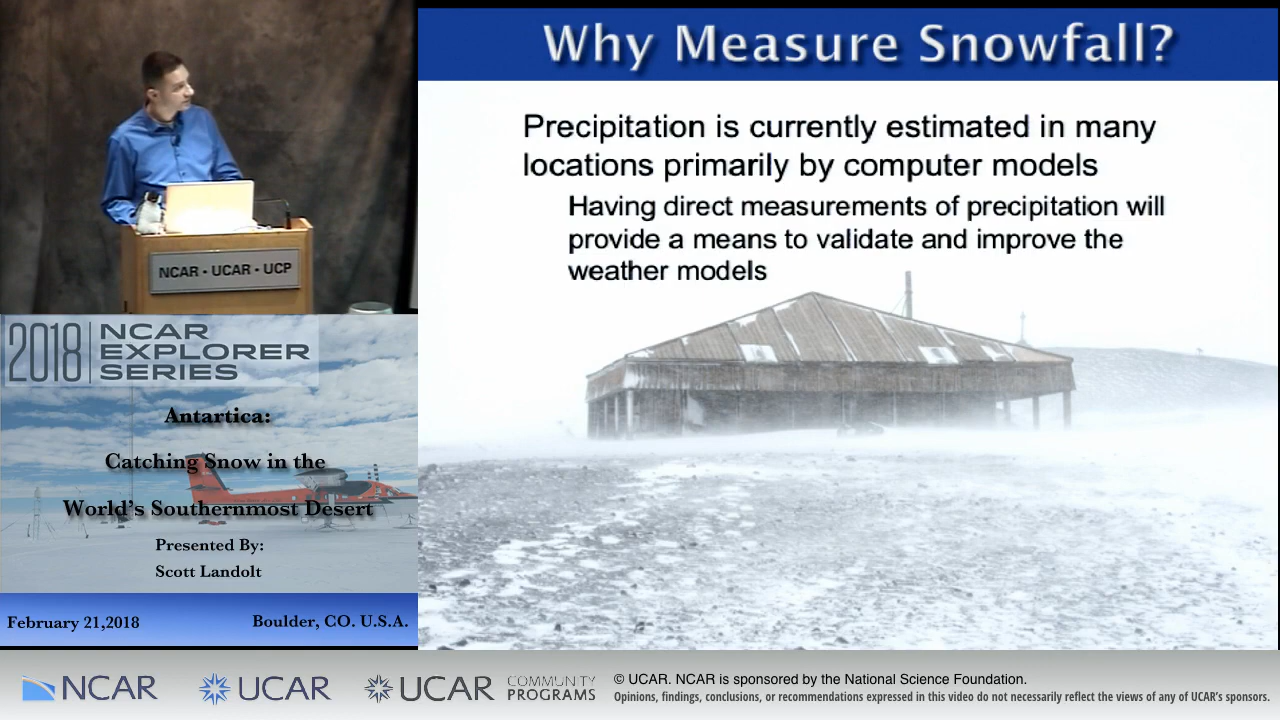 Why Measure Snowfall?
Precipitation is currently estimated in many
locations primarily by computer models
Having direct measurements of precipitation will
provide a means to validate and improve the
weather models
NCAR • UCAR • UCP
2018 NCAR
EXPLORER
SERIES
Antartica:
Catching Snow in the
World's Southernmost Desert
Presented By:
Scott Landolt
February 21,2018
Boulder, CO. U.S.A.
NCAR
UCAR
UCAR COMMUNITY
PROGRAMS
© UCAR. NCAR is sponsored by the National Science Foundation.
Opinions, findings, conclusions, or recommendations expressed in this video do not necessarily reflect the views of any of UCAR's sponsors.